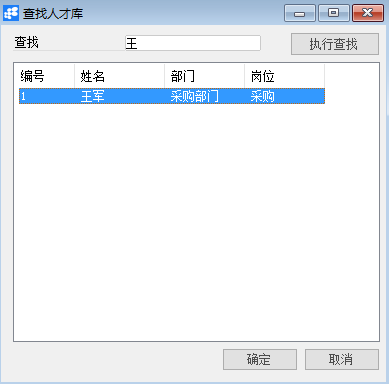 查找人才库
查找 王 执行查找
编号 姓名 部门 岗位
1 王军 采购部门 采购
确定 取消